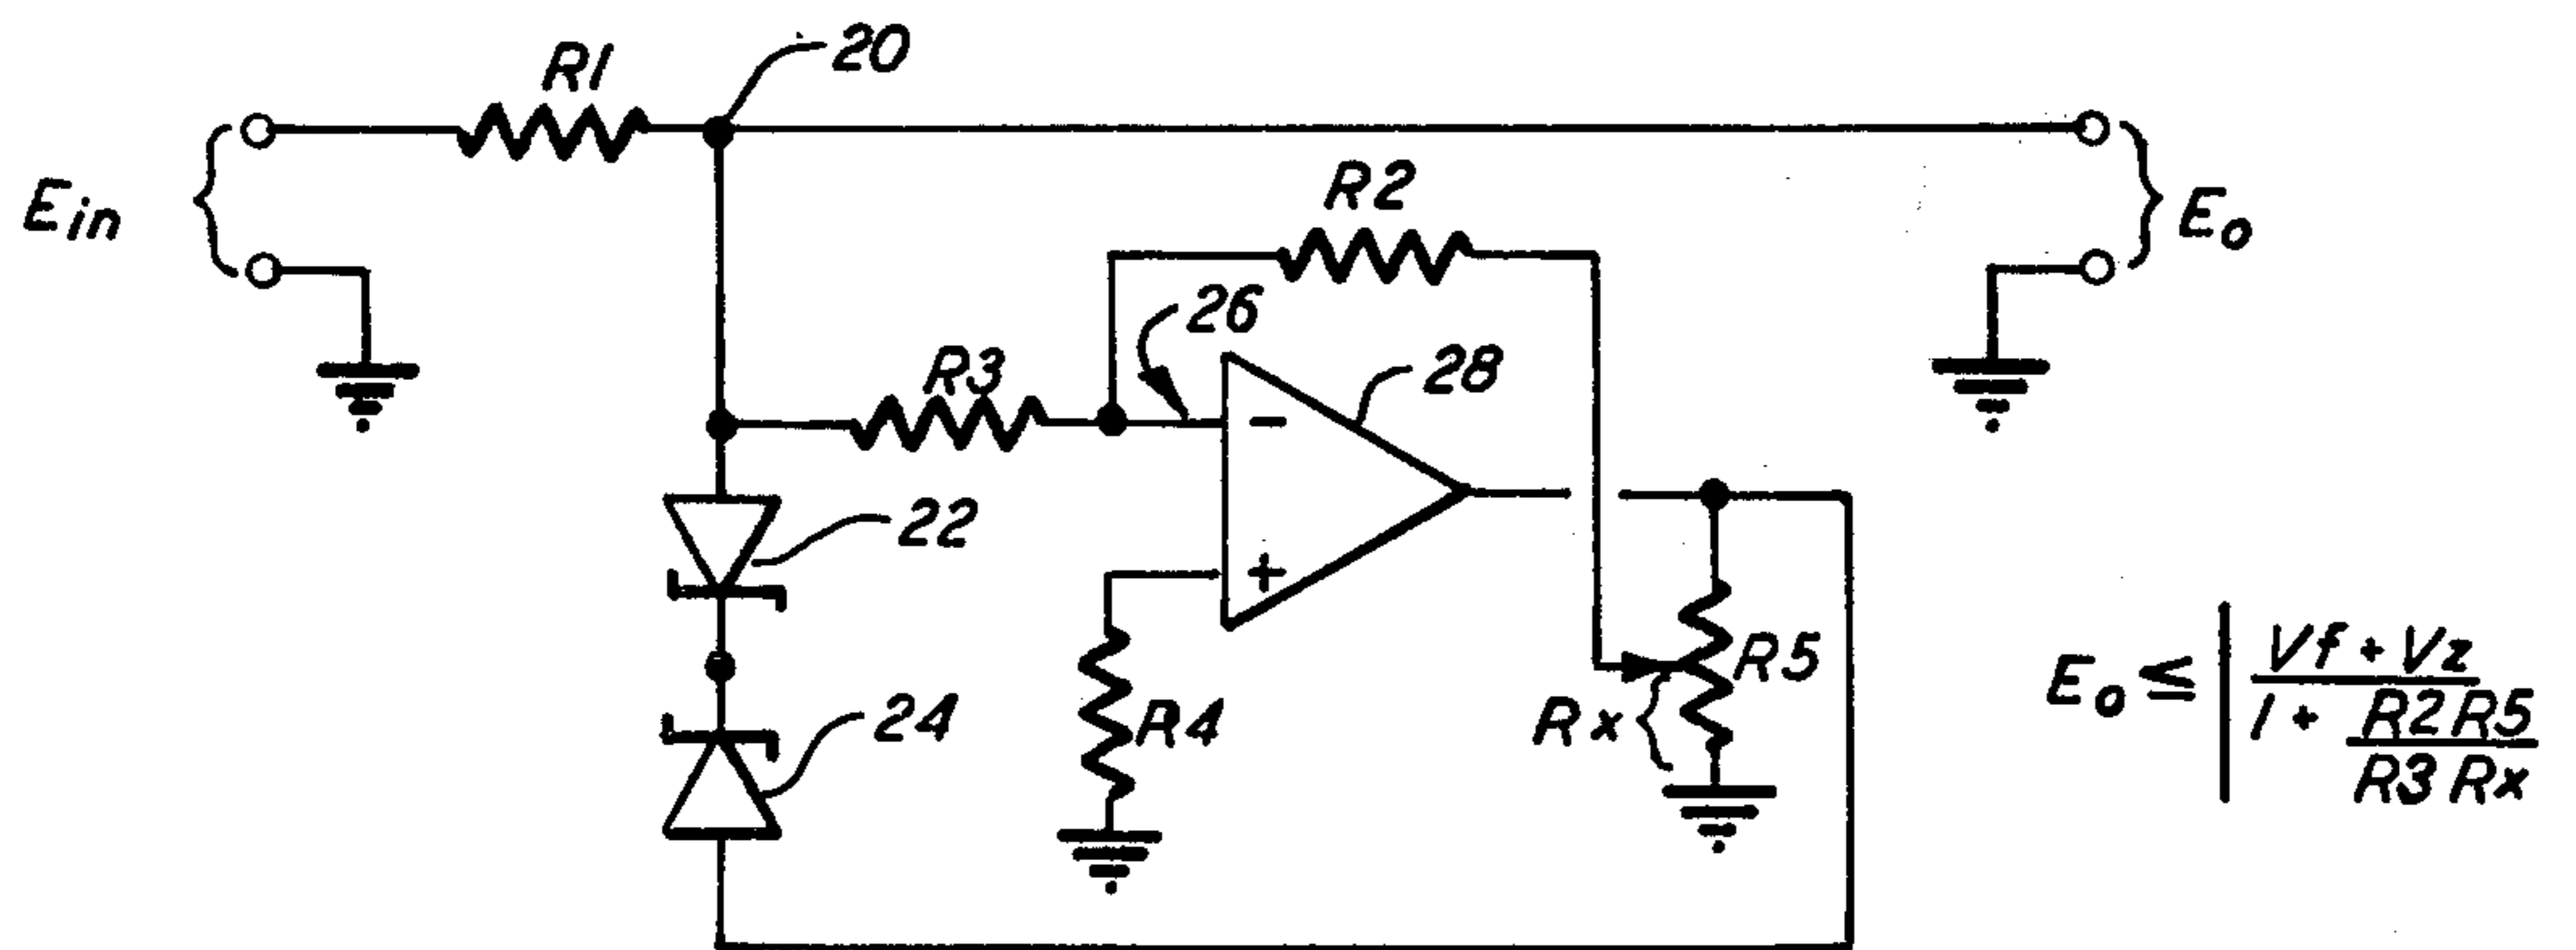 R1
20
Ein
R2
Eo
26
R3
28
22
-
+
R5
Rx
R4
24
Eo ≤ | Vf + Vz
1 + R2 R5
R3 Rx